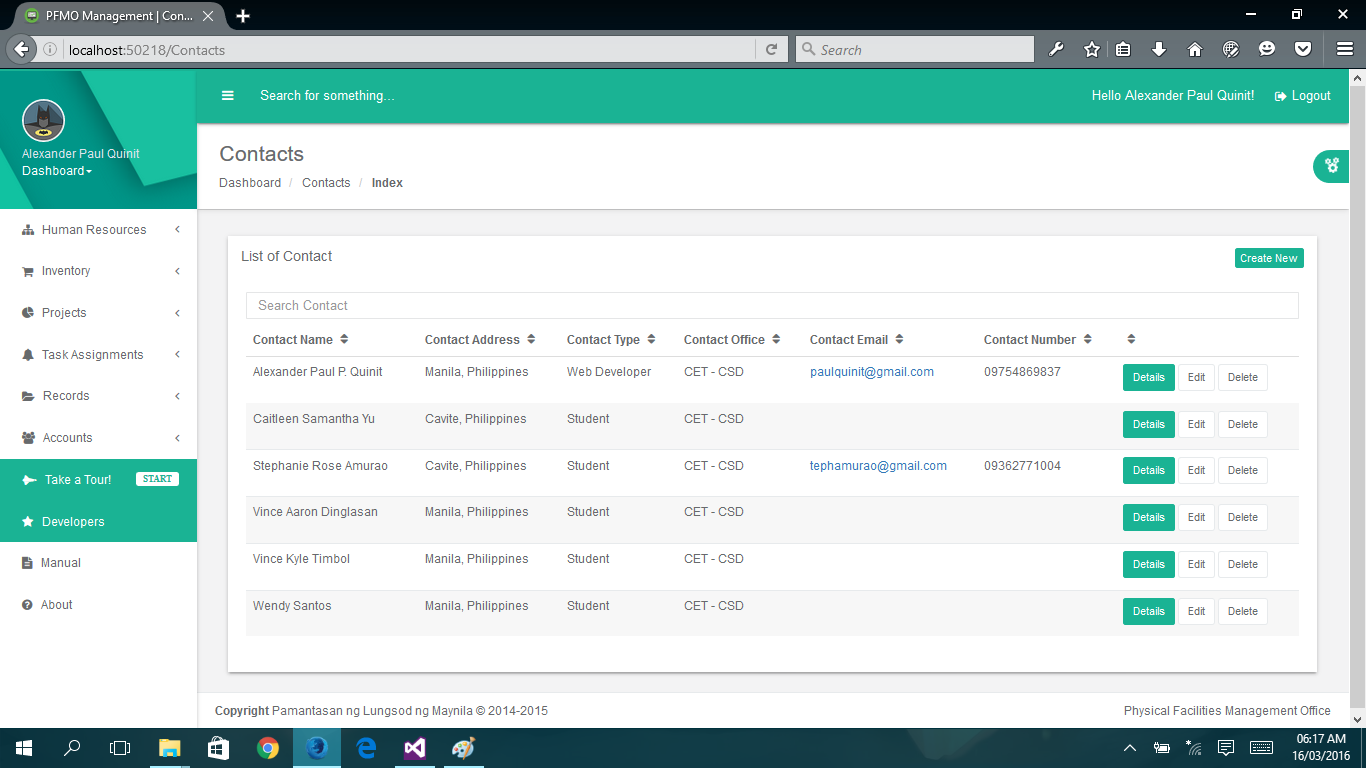 PFMO Management | Con...
localhost:50218/Contacts
Search
Alexander Paul Quinit
Dashboard
Search for something...
Hello Alexander Paul Quinit!
Logout
Contacts
Dashboard / Contacts / Index
Human Resources
Inventory
Projects
Task Assignments
Records
Accounts
Take a Tour! START
Developers
Manual
About
List of Contact
Create New
Search Contact
Contact Name Contact Address Contact Type Contact Office Contact Email Contact Number
Alexander Paul P. Quinit Manila, Philippines Web Developer CET - CSD paulquinit@gmail.com 09754869837 Details Edit Delete
Caitleen Samantha Yu Cavite, Philippines Student CET - CSD Details Edit Delete
Stephanie Rose Amurao Cavite, Philippines Student CET - CSD tephamurao@gmail.com 09362771004 Details Edit Delete
Vince Aaron Dinglasan Manila, Philippines Student CET - CSD Details Edit Delete
Vince Kyle Timbol Manila, Philippines Student CET - CSD Details Edit Delete
Wendy Santos Manila, Philippines Student CET - CSD Details Edit Delete
Copyright Pamantasan ng Lungsod ng Maynila © 2014-2015
Physical Facilities Management Office
06:17 AM
16/03/2016